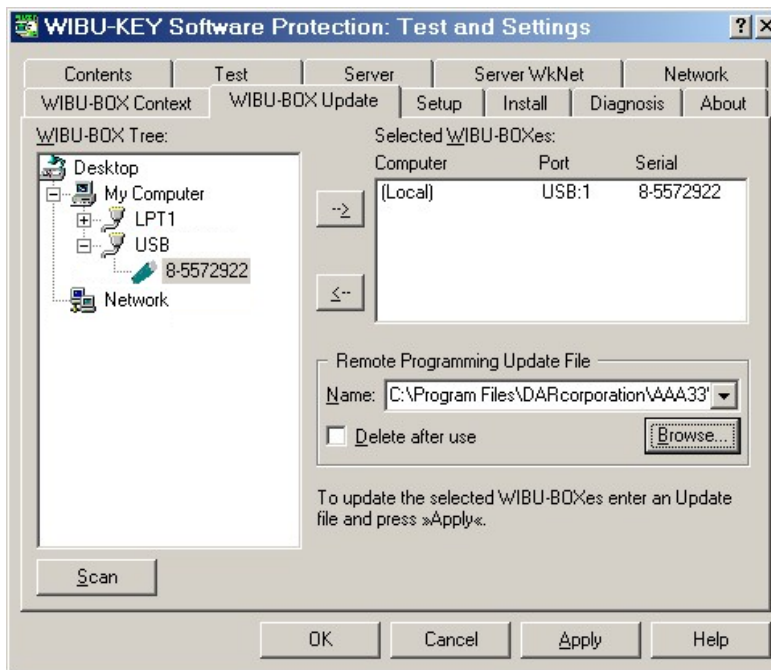 WIBU-KEY Software Protection: Test and Settings
Contents Test Server Server WkNet Network
WIBU-BOX Context WIBU-BOX Update Setup Install Diagnosis About
WIBU-BOX Tree:
Desktop
My Computer
LPT1
USB
8-5572922
Network
Scan
-->
<--
Selected WIBU-BOXes:
Computer Port Serial
(Local) USB:1 8-5572922
Remote Programming Update File
Name: C:\Program Files\DARcorporation\AAA33'
Delete after use
Browse...
To update the selected WIBU-BOXes enter an Update
file and press »Apply«.
OK Cancel Apply Help